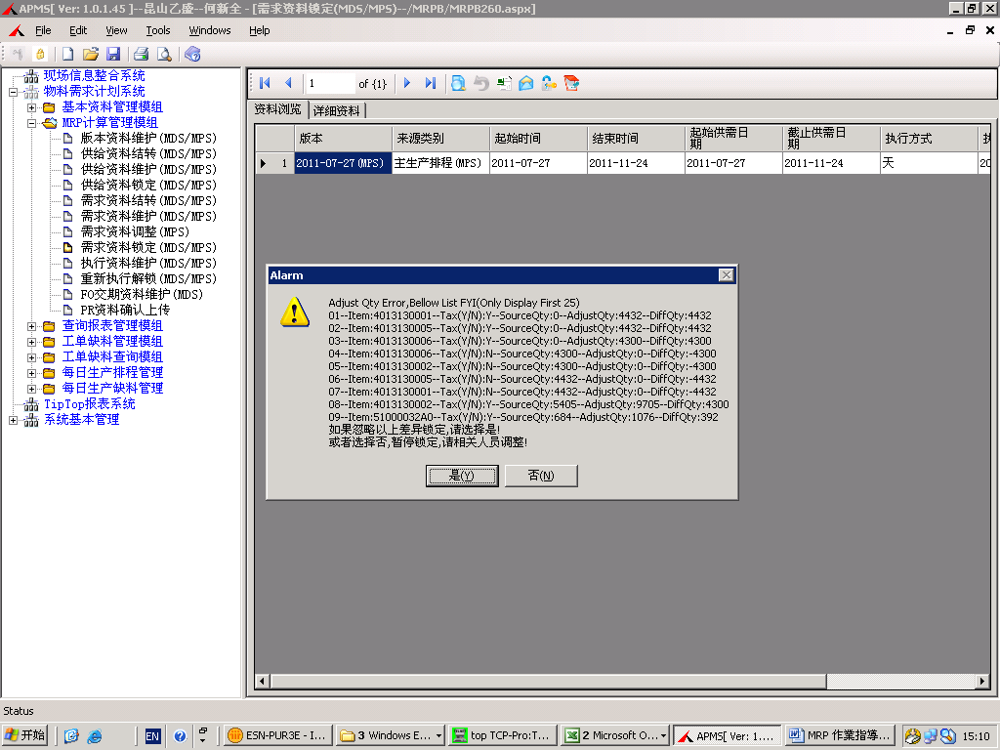 APMS[ Ver: 1.0.1.45 ]--昆山乙盛--何新全 - [需求资料锁定(MDS/MPS)--/MRPB/MRPB260.aspx]
File Edit View Tools Windows Help
现场信息整合系统
物料需求计划系统
基本资料管理模组
MRP计算管理模组
版本资料维护(MDS/MPS)
供给资料结转(MDS/MPS)
供给资料维护(MDS/MPS)
供给资料锁定(MDS/MPS)
需求资料结转(MDS/MPS)
需求资料维护(MDS/MPS)
需求资料调整(MPS)
需求资料锁定(MDS/MPS)
执行资料维护(MDS/MPS)
重新执行解锁(MDS/MPS)
FO交期资料维护(MDS)
PR资料确认上传
查询报表管理模组
工单缺料管理模组
工单缺料查询模组
每日生产排程管理
每日生产缺料管理
TipTop报表系统
系统基本管理
1 of {1}
资料浏览 详细资料
版本 来源类别 起始时间 结束时间 起始供需日期 截止供需日期 执行方式
1 2011-07-27(MPS) 主生产排程(MPS) 2011-07-27 2011-11-24 2011-07-27 2011-11-24 天 20
Alarm
Adjust Qty Error,Bellow List FYI(Only Display First 25)
01--Item:4013130001--Tax(Y/N):Y--SourceQty:0--AdjustQty:4432--DiffQty:4432
02--Item:4013130005--Tax(Y/N):Y--SourceQty:0--AdjustQty:4432--DiffQty:4432
03--Item:4013130006--Tax(Y/N):Y--SourceQty:0--AdjustQty:4300--DiffQty:4300
04--Item:4013130006--Tax(Y/N):N--SourceQty:4300--AdjustQty:0--DiffQty:-4300
05--Item:4013130002--Tax(Y/N):N--SourceQty:4300--AdjustQty:0--DiffQty:-4300
06--Item:4013130005--Tax(Y/N):N--SourceQty:4432--AdjustQty:0--DiffQty:-4432
07--Item:4013130001--Tax(Y/N):N--SourceQty:4432--AdjustQty:0--DiffQty:-4432
08--Item:4013130002--Tax(Y/N):Y--SourceQty:5405--AdjustQty:9705--DiffQty:4300
09--Item:51000032A0--Tax(Y/N):Y--SourceQty:684--AdjustQty:1076--DiffQty:392
如果忽略以上差异锁定,请选择是!
或者选择否,暂停锁定,请相关人员调整!
是(Y) 否(N)
Status
开始 EN ESN-PUR3E - I... 3 Windows E... top TCP-Pro:T... 2 Microsoft O... APMS[ Ver: 1.... MRP 作業指導... 15:10